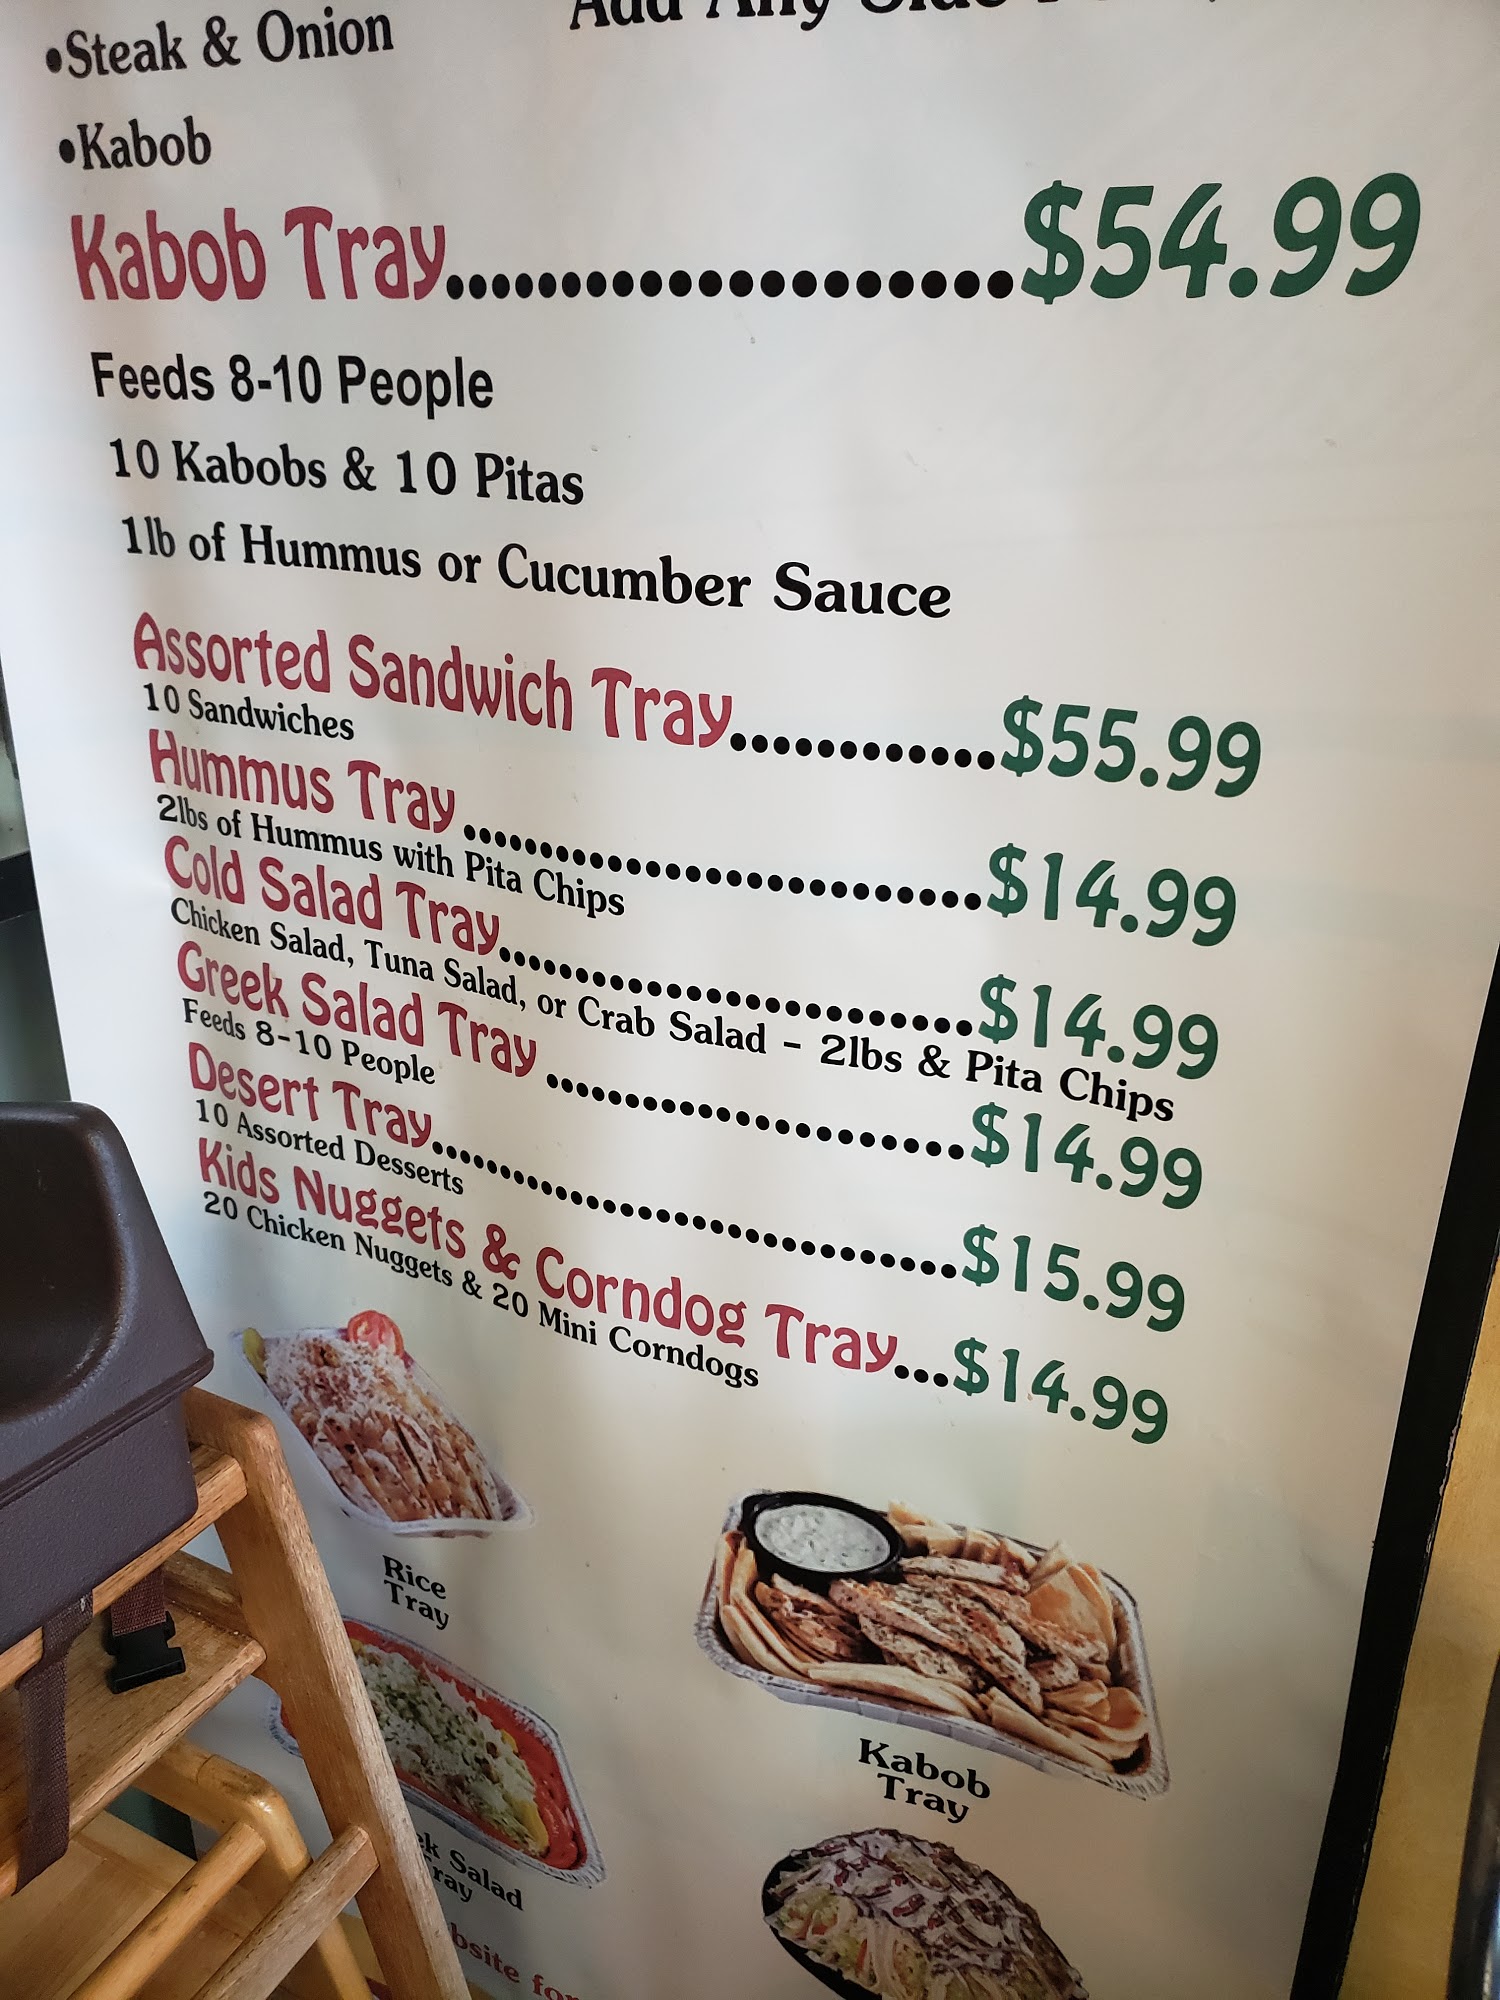 Add Any
•Steak & Onion
•Kabob
Kabob Tray...................$54.99
Feeds 8-10 People
10 Kabobs & 10 Pitas
1lb of Hummus or Cucumber Sauce
Assorted Sandwich Tray............$55.99
10 Sandwiches
Hummus Tray..........................$14.99
2lbs of Hummus with Pita Chips
Cold Salad Tray.........................$14.99
Chicken Salad, Tuna Salad, or Crab Salad - 2lbs & Pita Chips
Greek Salad Tray......................$14.99
Feeds 8-10 People
Desert Tray...............................$15.99
10 Assorted Desserts
Kids Nuggets & Corndog Tray...$14.99
20 Chicken Nuggets & 20 Mini Corndogs
Rice
Tray
Kabob
Tray
Salad